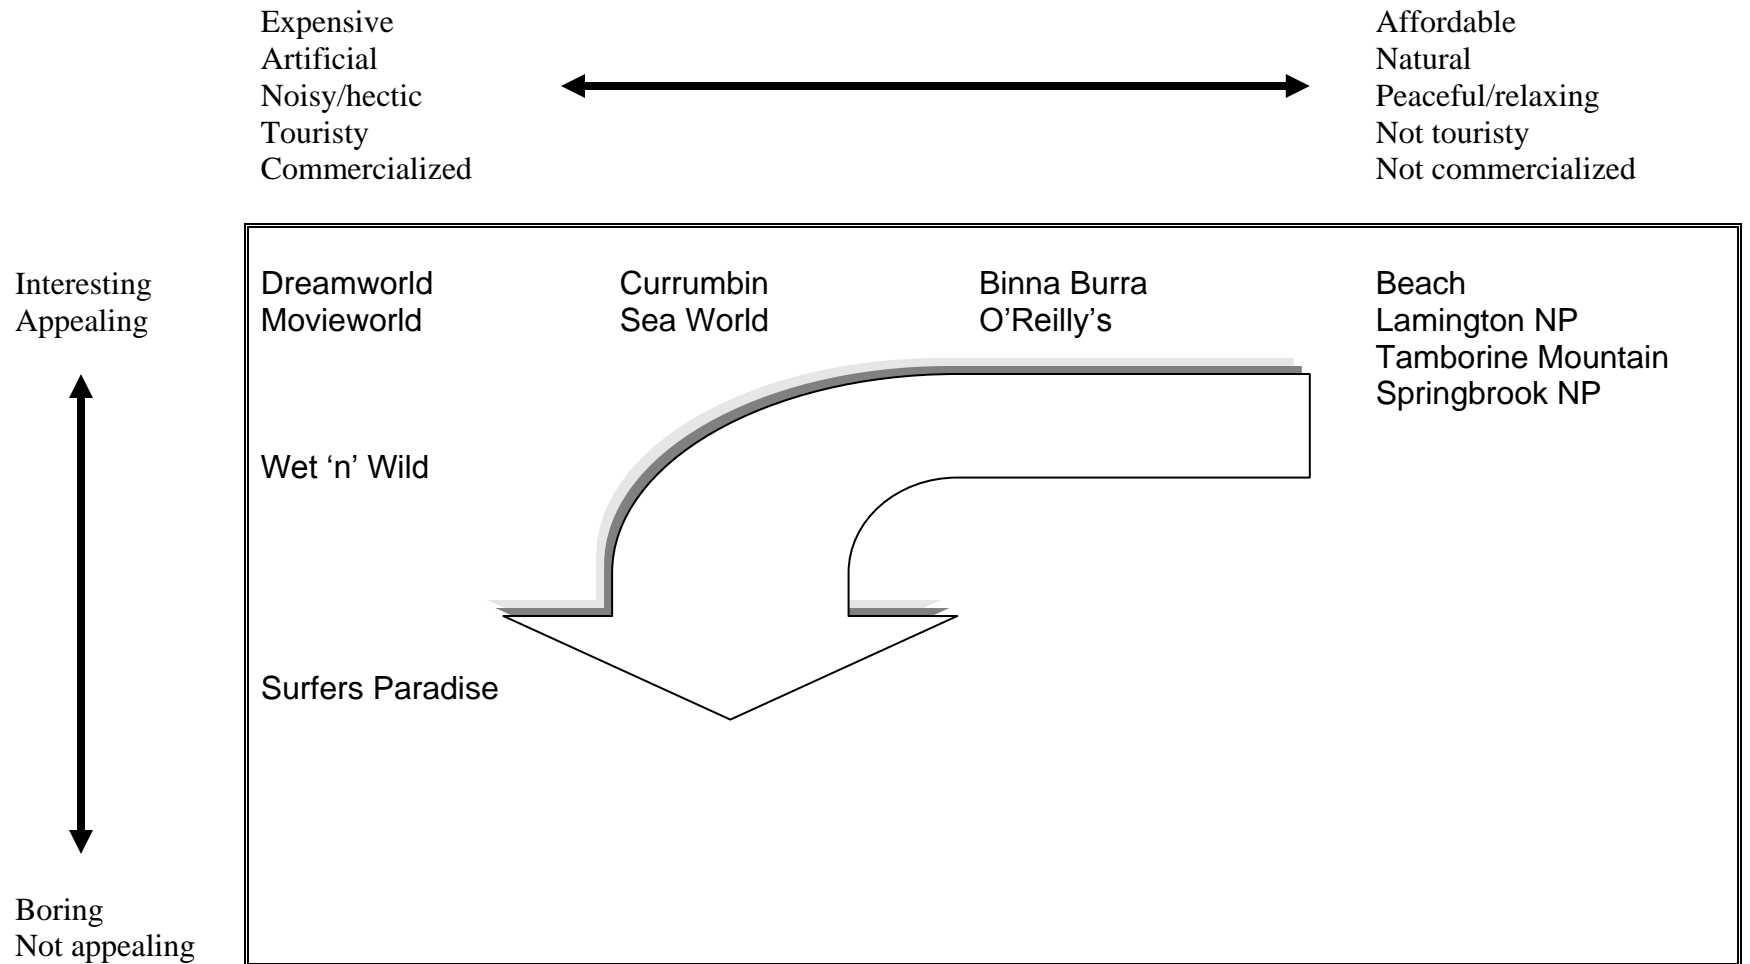 Expensive
Artificial
Noisy/hectic
Touristy
Commercialized
Affordable
Natural
Peaceful/relaxing
Not touristy
Not commercialized
Interesting
Appealing
Dreamworld
Movieworld
Currumbin
Sea World
Binna Burra
O’Reilly’s
Beach
Lamington NP
Tamborine Mountain
Springbrook NP
Wet ‘n’ Wild
Surfers Paradise
Boring
Not appealing